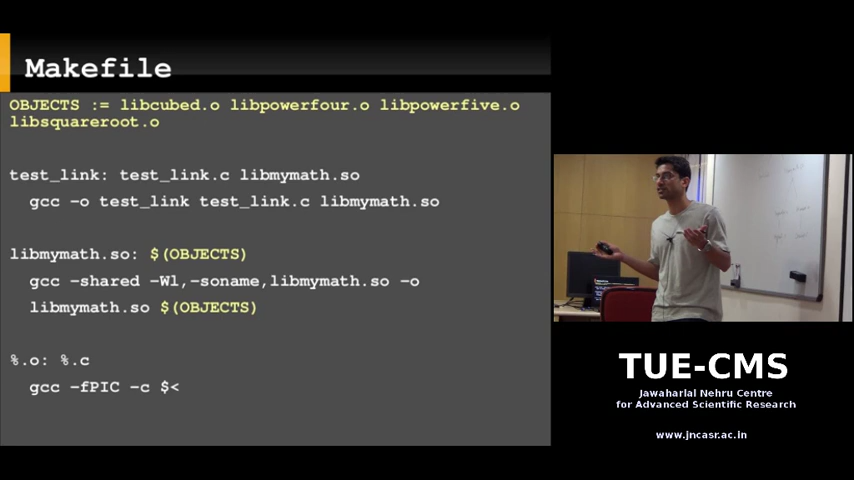 Makefile
OBJECTS := libcubed.o libpowerfour.o libpowerfive.o
libsquareroot.o
test_link: test_link.c libmymath.so
gcc -o test_link test_link.c libmymath.so
libmymath.so: $(OBJECTS)
gcc -shared -Wl,-soname,libmymath.so -o
libmymath.so $(OBJECTS)
%.o: %.c
gcc -fPIC -c $<
TUE-CMS
Jawaharlal Nehru Centre
for Advanced Scientific Research
www.jncasr.ac.in